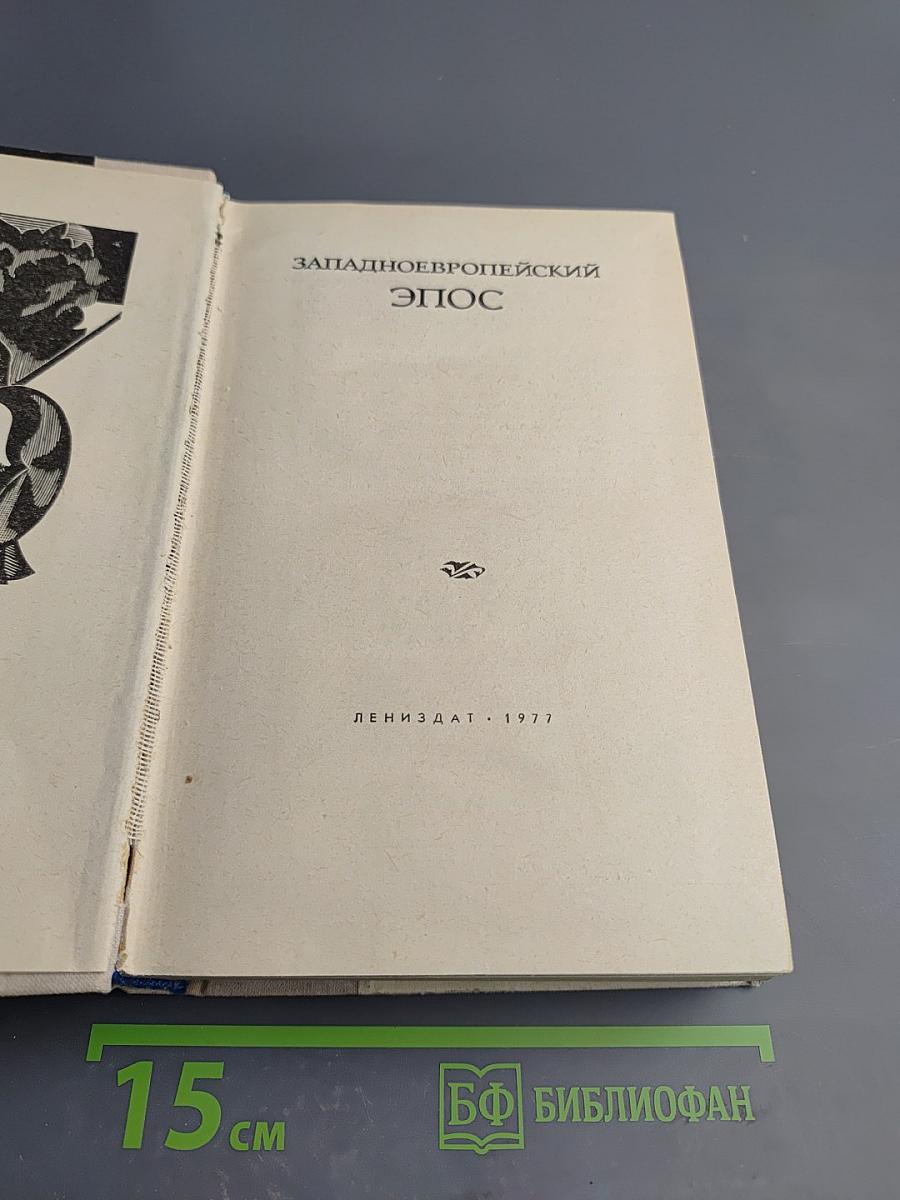 ЗАПАДНОЕВРОПЕЙСКИЙ
ЭПОС
ЛЕНИЗДАТ • 1977
15 см
БФ БИБЛИОФАН